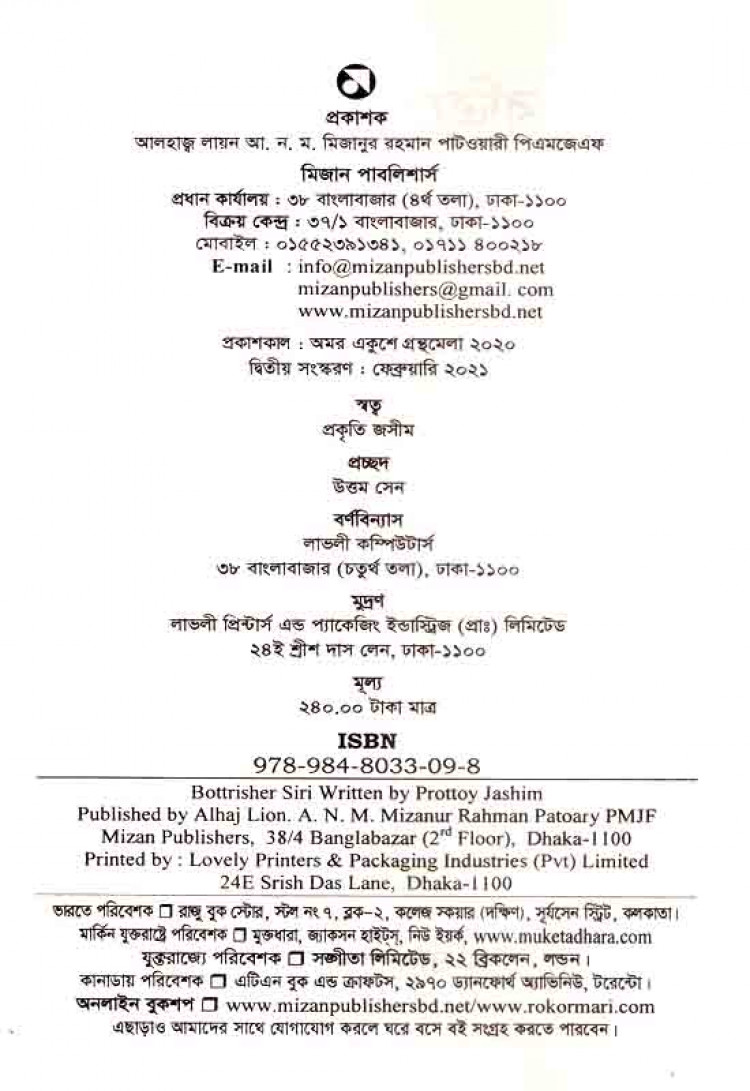 প্রকাশক
আলহাজ্ব লায়ন আ. ন. ম. মিজানুর রহমান পাটওয়ারী পিএমজেএফ
মিজান পাবলিশার্স
প্রধান কার্যালয় : ৩৮ বাংলাবাজার (৪র্থ তলা), ঢাকা-১১০০
বিক্রয় কেন্দ্র : ৩৭/১ বাংলাবাজার, ঢাকা-১১০০
মোবাইল : ০১৫৫২৩৯১৩৪১, ০১৭১১ ৪০০২১৮
E-mail : info@mizanpublishersbd.net
mizanpublishers@gmail. com
www.mizanpublishersbd.net
প্রকাশকাল : অমর একুশে গ্রন্থমেলা ২০২০
দ্বিতীয় সংস্করণ : ফেব্রুয়ারি ২০২১
স্বত্ব
প্রকৃতি জসীম
প্রচ্ছদ
উত্তম সেন
বর্ণবিন্যাস
লাভলী কম্পিউটার্স
৩৮ বাংলাবাজার (চতুর্থ তলা), ঢাকা-১১০০
মুদ্রণ
লাভলী প্রিন্টার্স এন্ড প্যাকেজিং ইন্ডাস্ট্রিজ (প্রাঃ) লিমিটেড
২৪ই শ্রীশ দাস লেন, ঢাকা-১১০০
মূল্য
২৪০.০০ টাকা মাত্র
ISBN
978-984-8033-09-8
Bottrisher Siri Written by Prottoy Jashim
Published by Alhaj Lion. A. N. M. Mizanur Rahman Patoary PMJF
Mizan Publishers, 38/4 Banglabazar (2rd Floor), Dhaka-1100
Printed by : Lovely Printers & Packaging Industries (Pvt) Limited
24E Srish Das Lane, Dhaka-1100
ভারতে পরিবেশক □ রাজু বুক স্টোর, স্টল নং ৭, ব্লক-২, কলেজ স্কয়ার (দক্ষিণ), সূর্যসেন স্ট্রিট, কলকাতা।
মার্কিন যুক্তরাষ্ট্রে পরিবেশক □ মুক্তধারা, জ্যাকসন হাইটস্, নিউ ইয়র্ক, www.muketadhara.com
যুক্তরাজ্যে পরিবেশক □ সঙ্গীতা লিমিটেড, ২২ ব্রিকলেন, লন্ডন।
কানাডায় পরিবেশক □ এটিএন বুক এন্ড ক্রাফটস, ২৯৭০ ড্যানফোর্থ অ্যাভিনিউ, টরেন্টো।
অনলাইন বুকশপ □ www.mizanpublishersbd.net/www.rokormari.com
এছাড়াও আমাদের সাথে যোগাযোগ করলে ঘরে বসে বই সংগ্রহ করতে পারবেন।